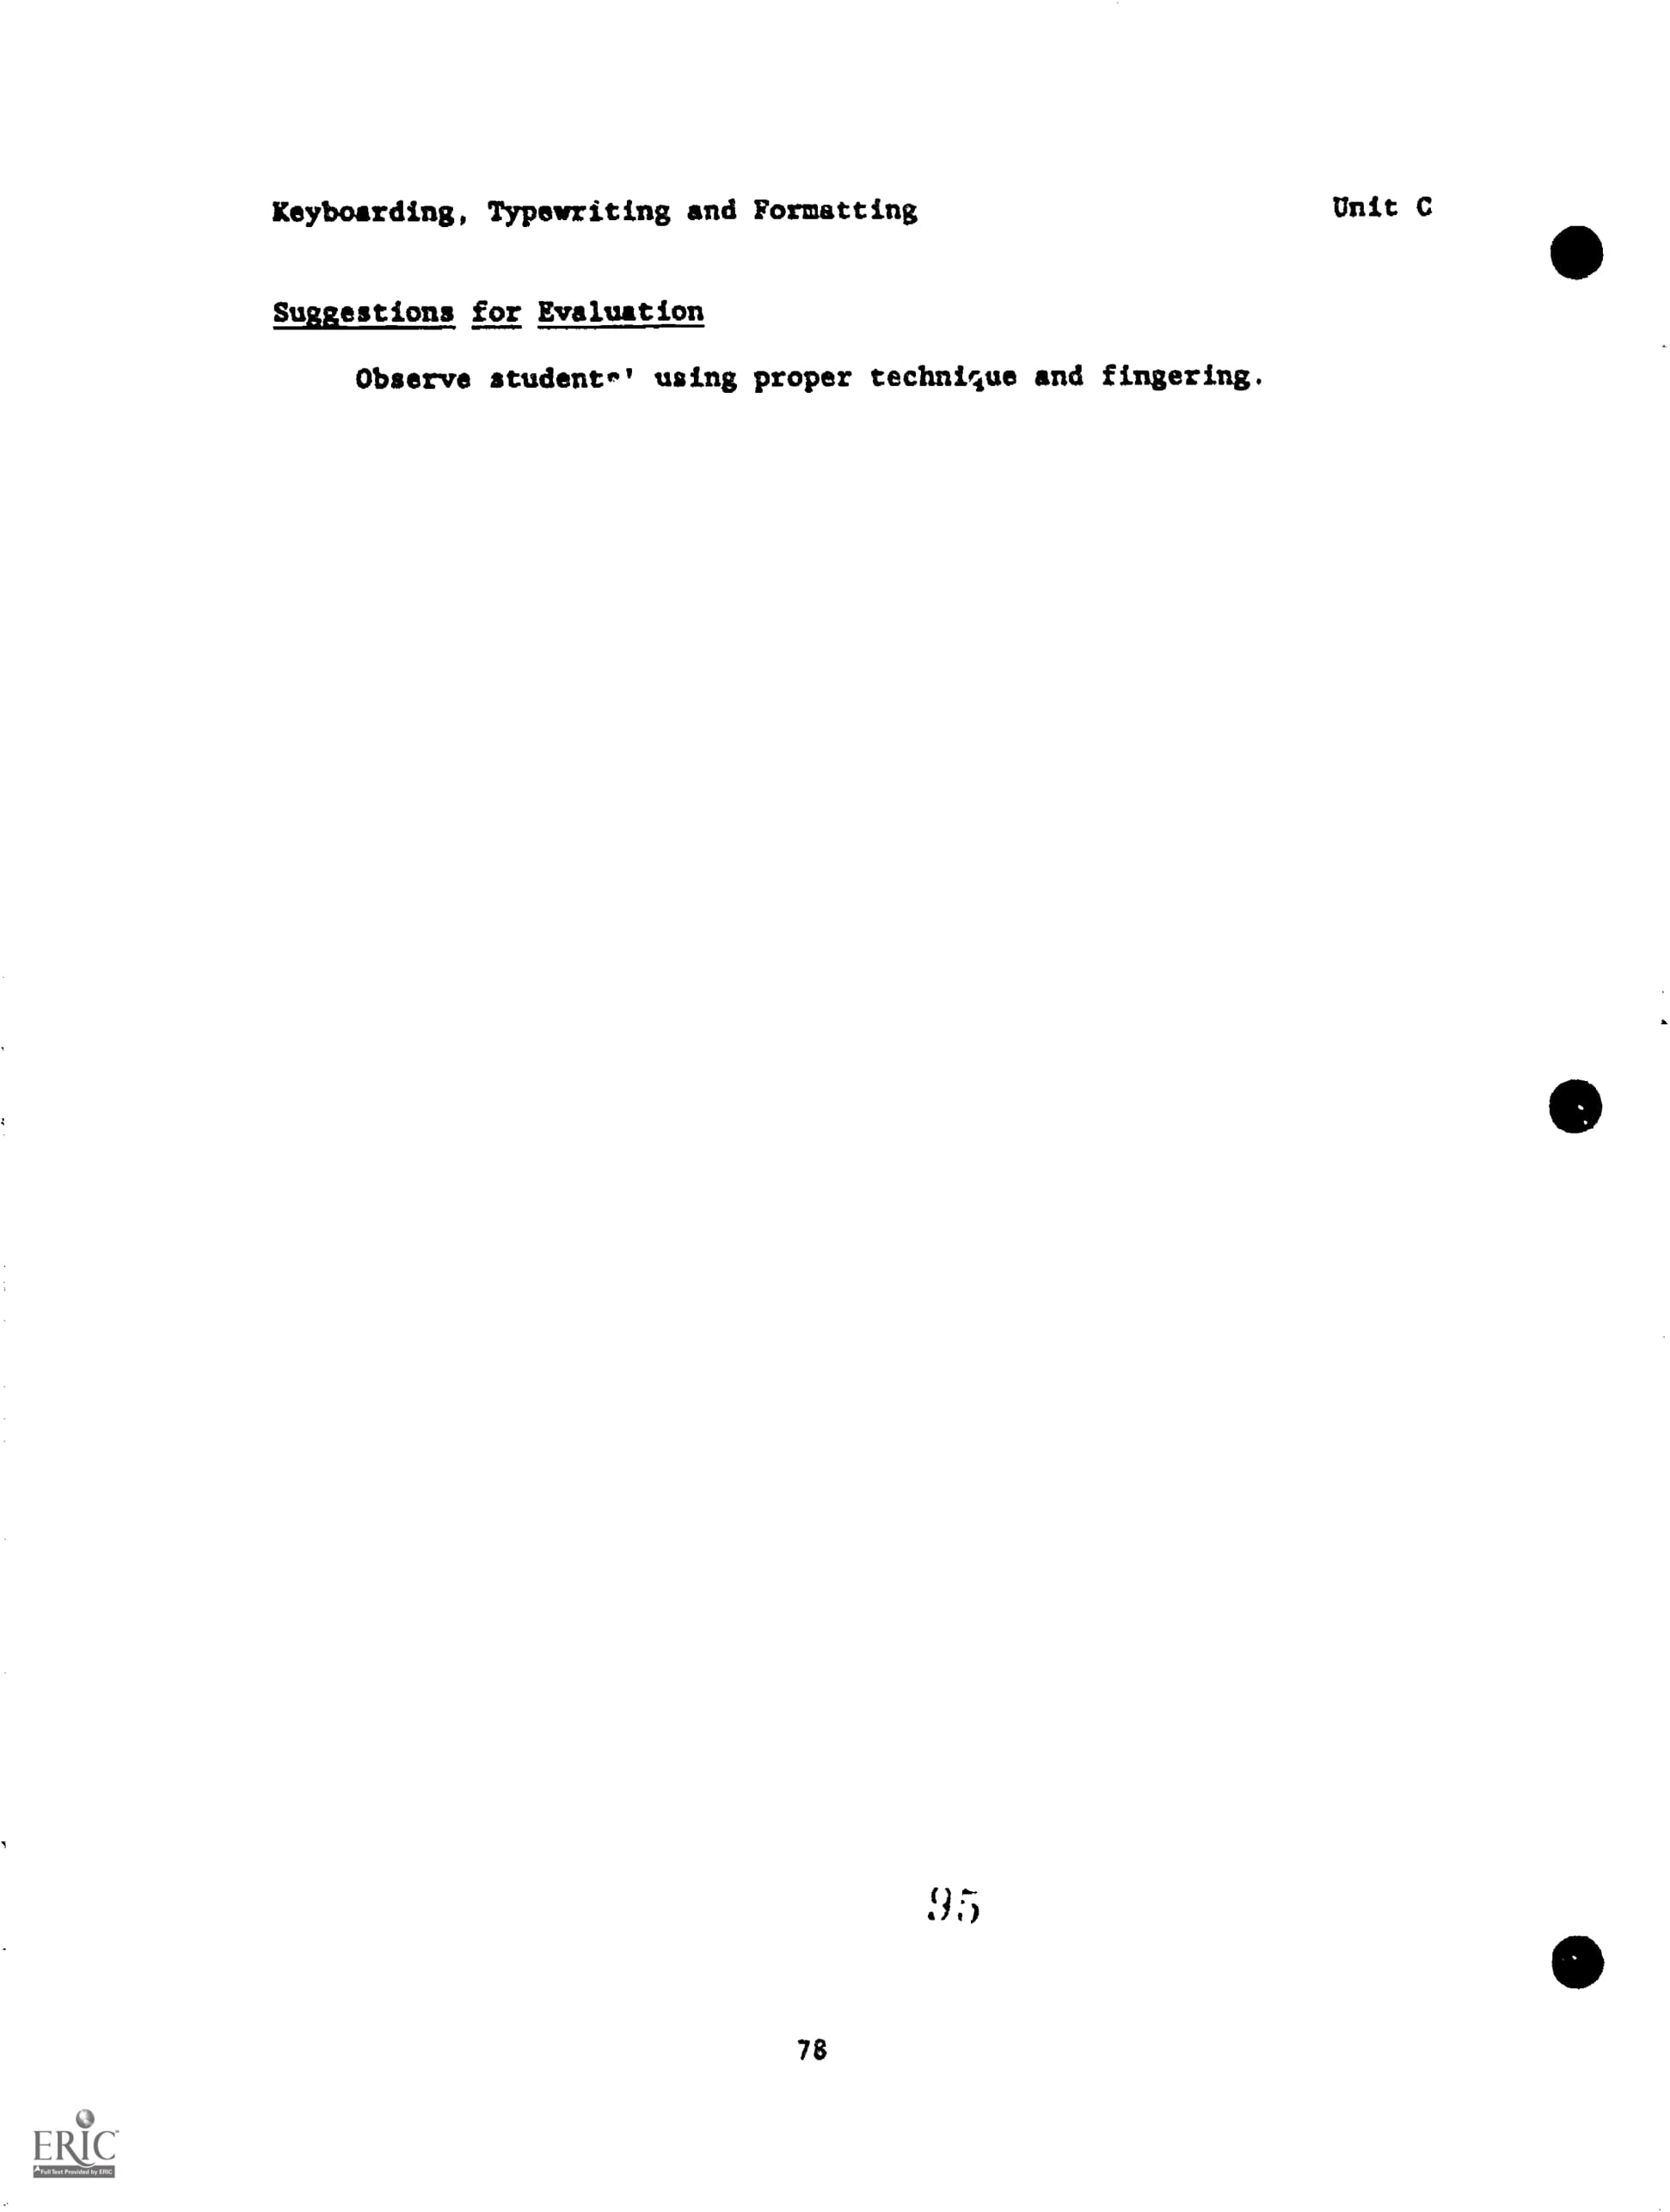 Keyboarding, Typewriting and Formatting Unit C
Suggestions for Evaluation
Observe students' using proper technique and fingering.
95
78
ERIC
Full Text Provided by ERIC